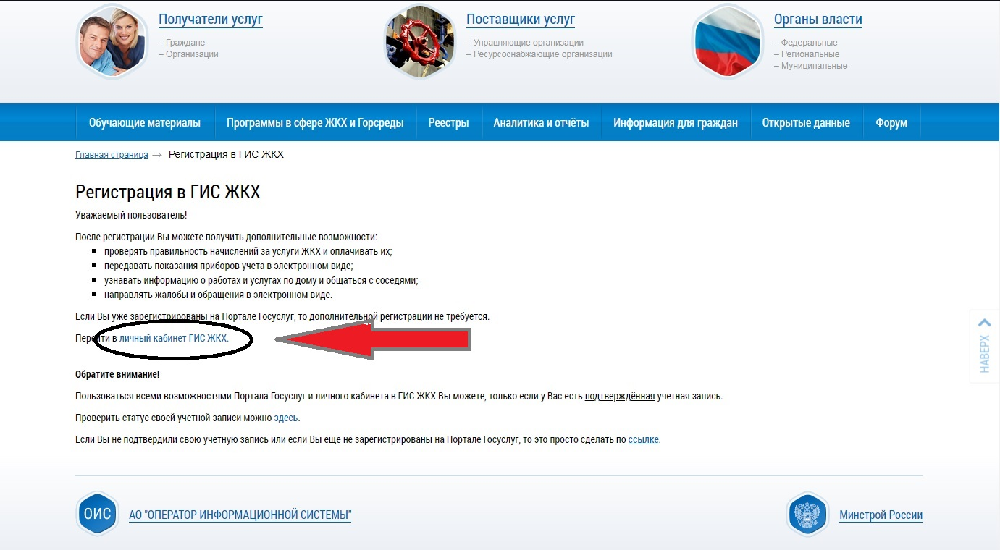 Получатели услуг
– Граждане
– Организации
Поставщики услуг
– Управляющие организации
– Ресурсоснабжающие организации
Органы власти
– Федеральные
– Региональные
– Муниципальные
Обучающие материалы
Программы в сфере ЖКХ и Горсреды
Реестры
Аналитика и отчёты
Информация для граждан
Открытые данные
Форум
Главная страница → Регистрация в ГИС ЖКХ
Регистрация в ГИС ЖКХ
Уважаемый пользователь!
После регистрации Вы можете получить дополнительные возможности:
проверять правильность начислений за услуги ЖКХ и оплачивать их;
передавать показания приборов учета в электронном виде;
узнавать информацию о работах и услугах по дому и общаться с соседями;
направлять жалобы и обращения в электронном виде.
Если Вы уже зарегистрированы на Портале Госуслуг, то дополнительной регистрации не требуется.
Перейти в личный кабинет ГИС ЖКХ.
Обратите внимание!
Пользоваться всеми возможностями Портала Госуслуг и личного кабинета в ГИС ЖКХ Вы можете, только если у Вас есть подтверждённая учетная запись.
Проверить статус своей учетной записи можно здесь.
Если Вы не подтвердили свою учетную запись или если Вы еще не зарегистрированы на Портале Госуслуг, то это просто сделать по ссылке.
НАВЕРХ
ОИС
АО "ОПЕРАТОР ИНФОРМАЦИОННОЙ СИСТЕМЫ"
Минстрой России